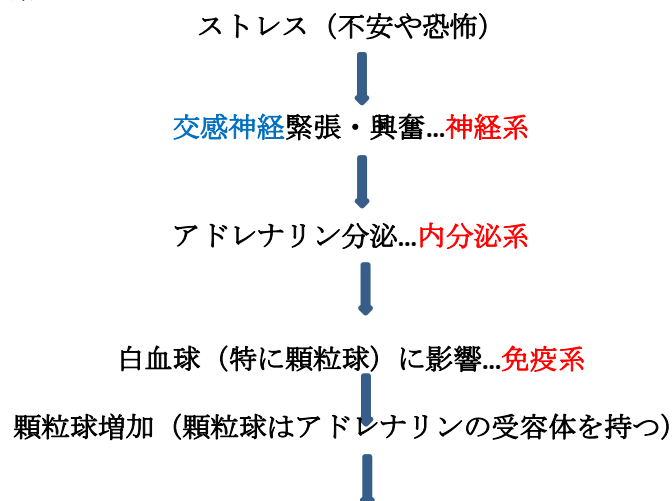 ストレス（不安や恐怖）
交感神経緊張・興奮…神経系
アドレナリン分泌…内分泌系
白血球（特に顆粒球）に影響…免疫系
顆粒球増加（顆粒球はアドレナリンの受容体を持つ）